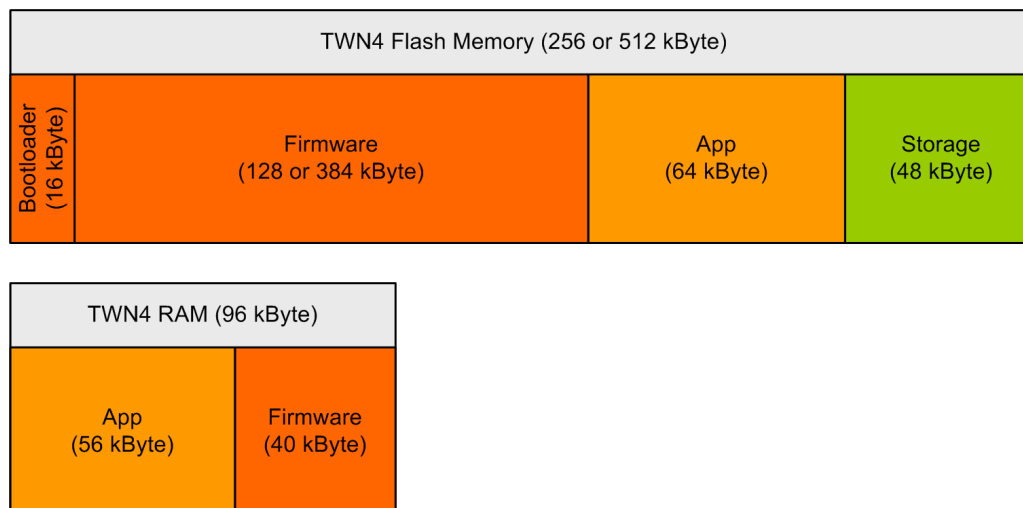 TWN4 Flash Memory (256 or 512 kByte)
Bootloader
(16 kByte)
Firmware
(128 or 384 kByte)
App
(64 kByte)
Storage
(48 kByte)
TWN4 RAM (96 kByte)
App
(56 kByte)
Firmware
(40 kByte)